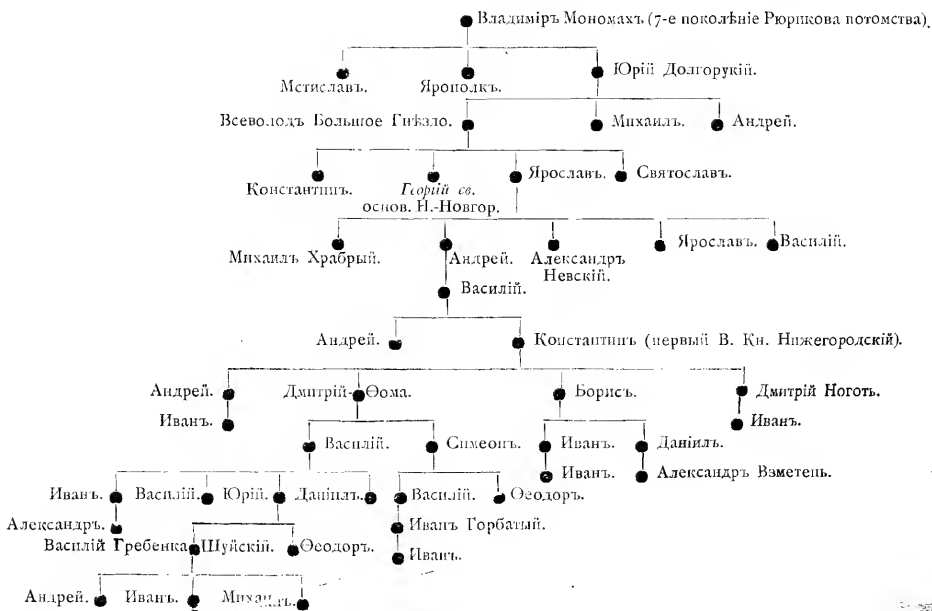 Владиміръ Мономахъ (7-е поколѣніе Рюрикова потомства).
Мстиславъ. Ярополкъ. Юрій Долгорукій.
Всеволодъ Большое Гнѣздо. Михаилъ. Андрей.
Константинъ. Георгій св. Ярославъ. Святославъ.
основ. Н.-Новгор.
Михаилъ Храбрый. Андрей. Александръ Ярославъ. Василій.
Невскій.
Василій.
Андрей. Константинъ (первый В. Кн. Нижегородскій).
Андрей. Дмитрій-Ѳома. Борисъ. Дмитрій Ноготь.
Иванъ. Иванъ.
Василій. Симеонъ. Иванъ. Даніилъ.
Иванъ. Александръ Взметень.
Иванъ. Василій. Юрій. Даніилъ. Василій. Ѳеодоръ.
Александръ. Иванъ Горбатый.
Василій Гребенка Шуйскій. Ѳеодоръ. Иванъ.
Андрей. Иванъ. Михаилъ.